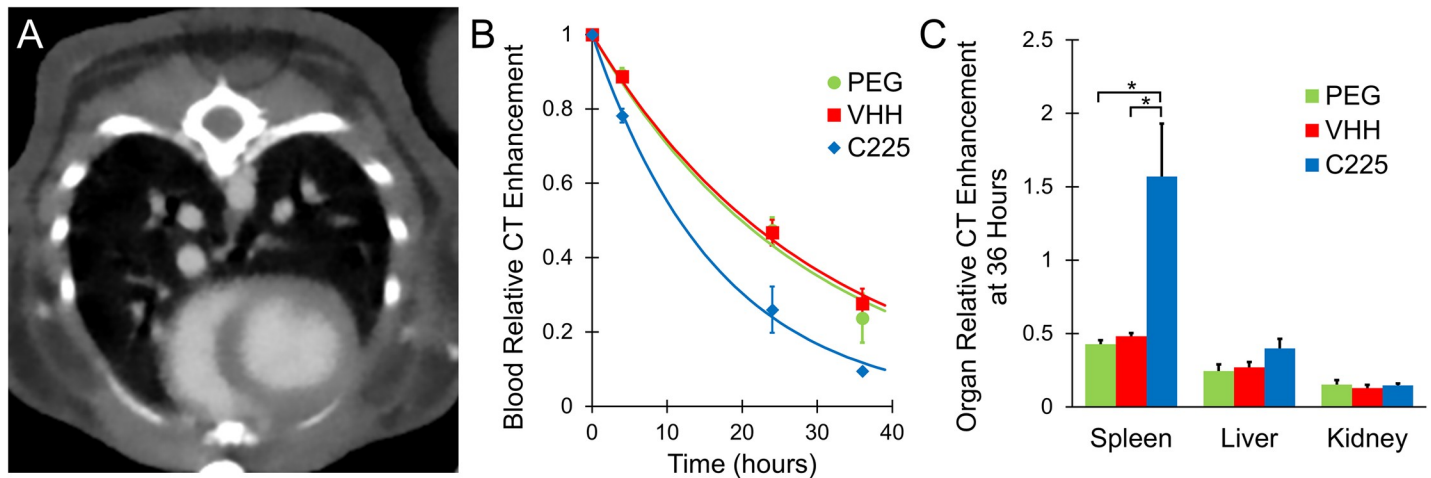 A
B
Blood Relative CT Enhancement
1
0.8
0.6
0.4
0.2
0
0
10
20
30
40
Time (hours)
PEG
VHH
C225
C
Organ Relative CT Enhancement
at 36 Hours
2.5
2
1.5
1
0.5
0
*
*
PEG
VHH
C225
Spleen
Liver
Kidney